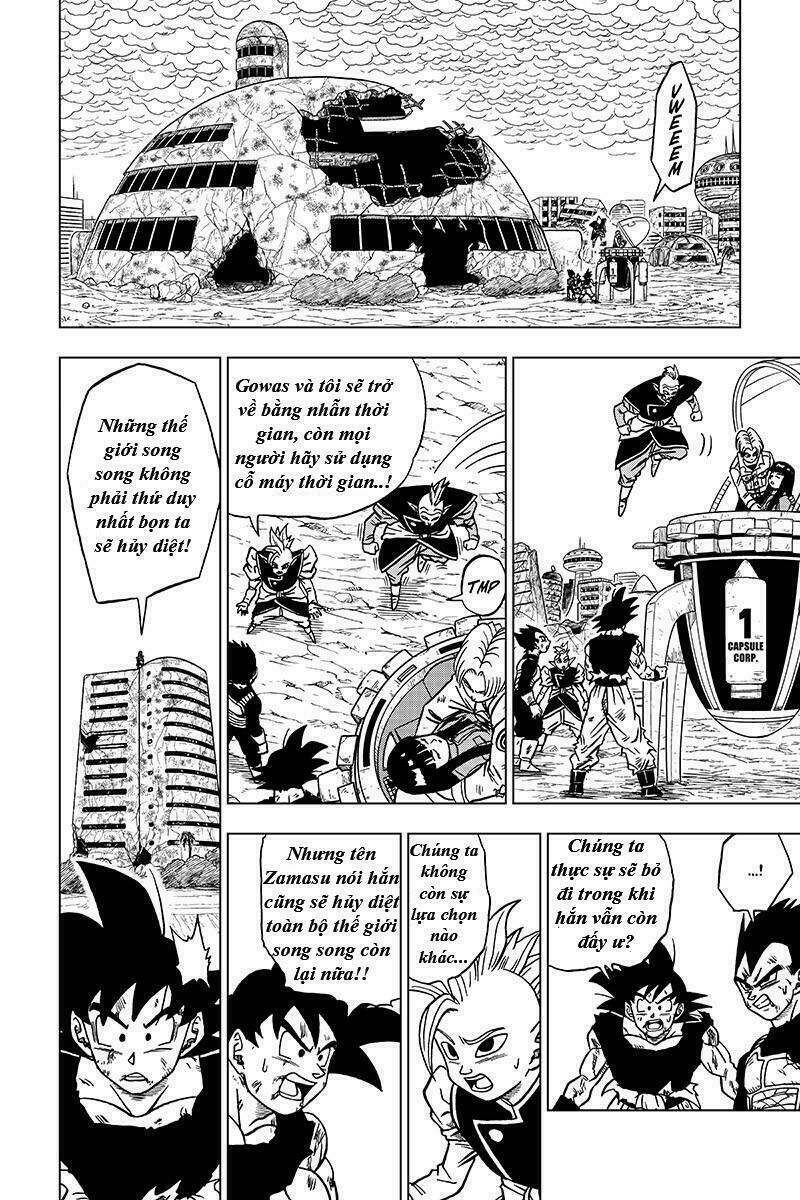 VWEEEM
1
CAPSULE
CORP.
Gowas và tôi sẽ trở
về bằng nhẫn thời
gian, còn mọi
người hãy sử dụng
cỗ máy thời gian..!
TMP
...!
Chúng ta
thực sự sẽ bỏ
đi trong khi
hắn vẫn còn
đấy ư?
Chúng ta
không
còn sự
lựa chọn
nào
khác...
Nhưng tên
Zamasu nói hắn
cũng sẽ hủy diệt
toàn bộ thế giới
song song còn
lại nữa!!
Những thế
giới song
song không
phải thứ duy
nhất bọn ta
sẽ hủy diệt!